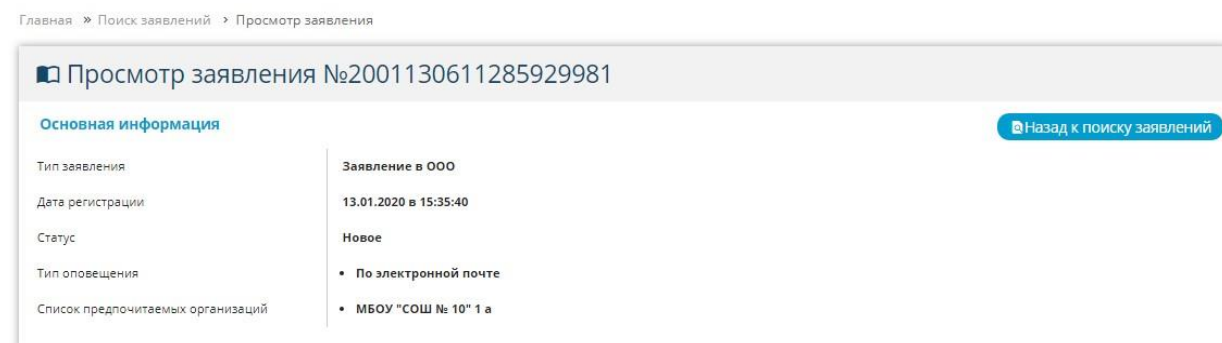 Главная » Поиск заявлений › Просмотр заявления
Просмотр заявления №2001130611285929981
Основная информация
Назад к поиску заявлений
Тип заявления Заявление в ООО
Дата регистрации 13.01.2020 в 15:35:40
Статус Новое
Тип оповещения • По электронной почте
Список предпочитаемых организаций • МБОУ "СОШ № 10" 1 а